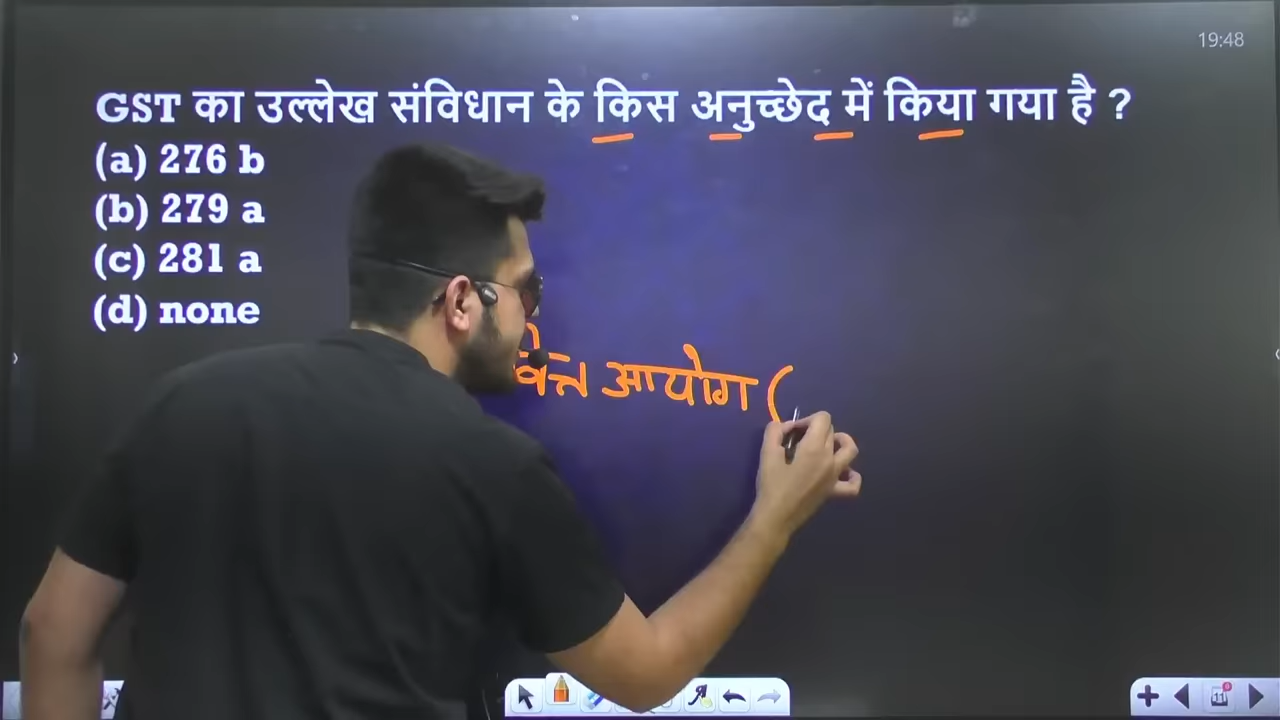 19:48
GST का उल्लेख संविधान के किस अनुच्छेद में किया गया है ?
(a) 276 b
(b) 279 a
(c) 281 a
(d) none
वित्त आयोग (